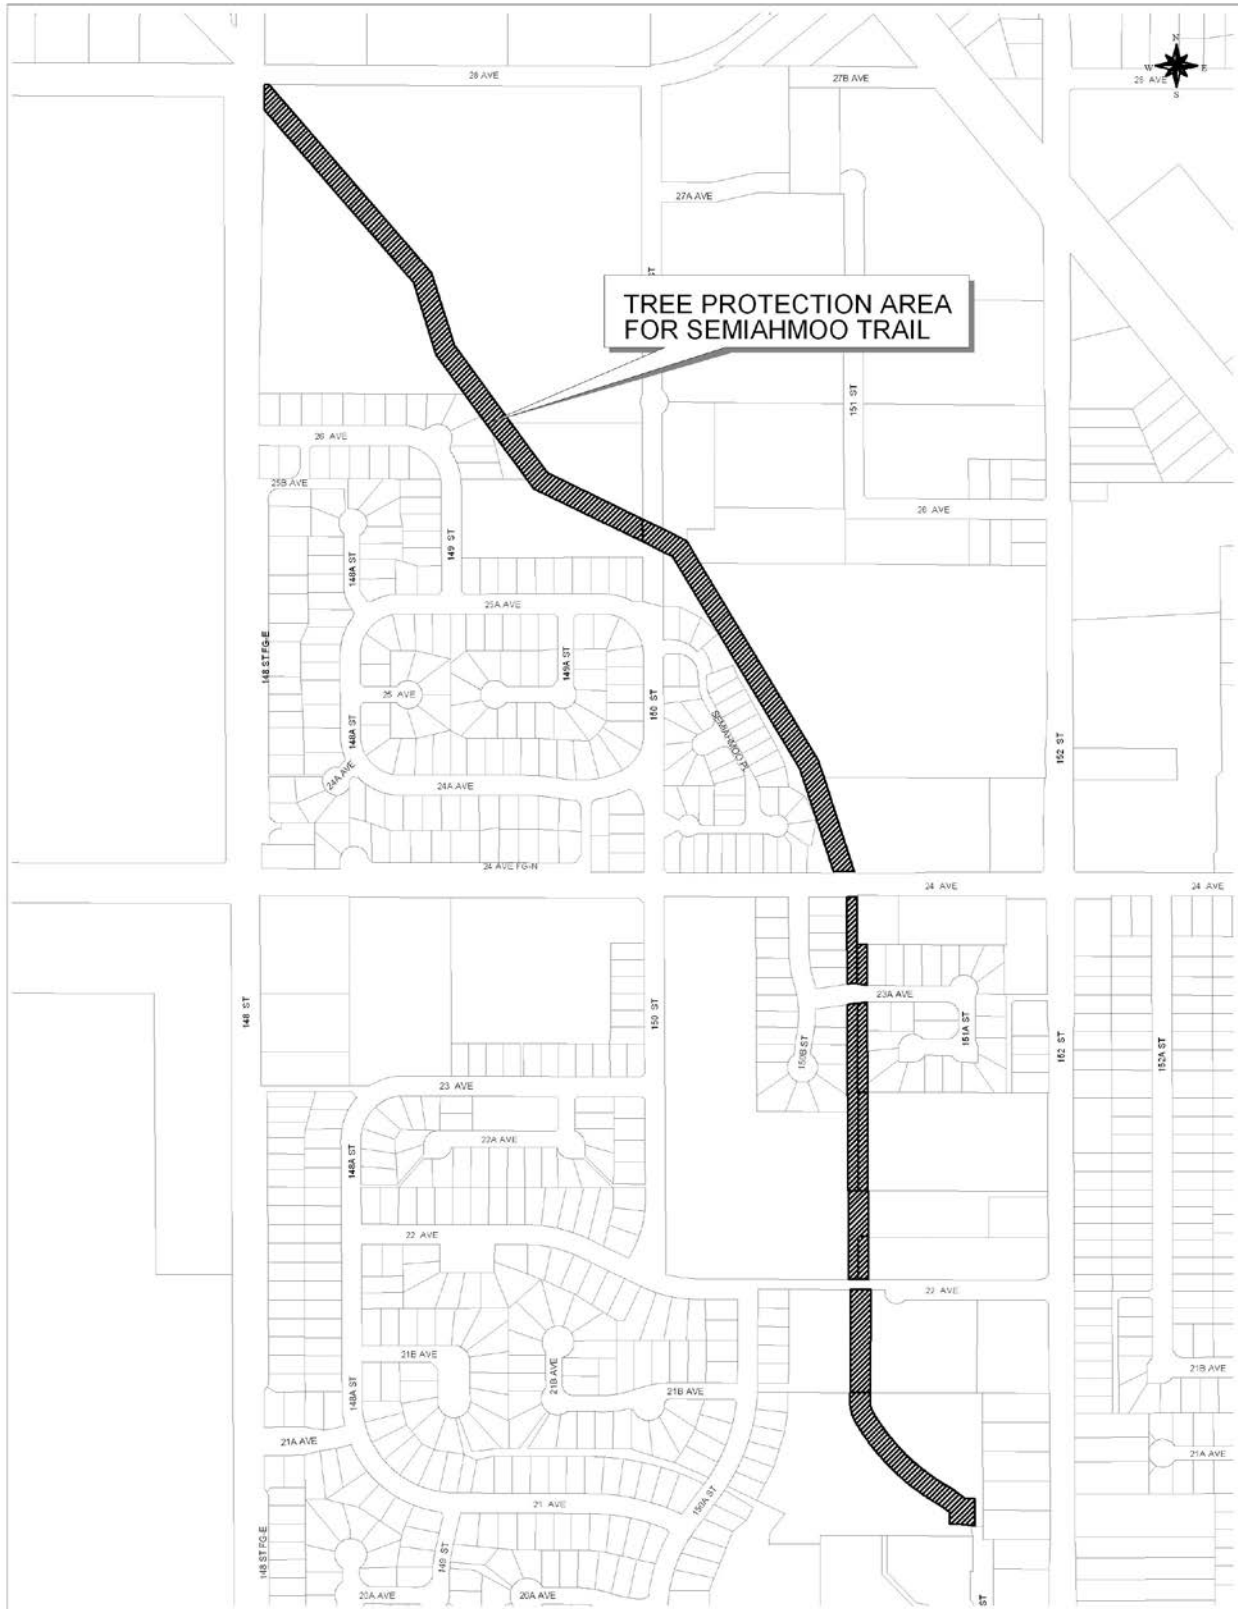 N
W E
S
28 AVE
27B AVE
26 AVE
27A AVE
ST
TREE PROTECTION AREA
FOR SEMIAHMOO TRAIL
151 ST
26 AVE
25B AVE
26 AVE
149 ST
148A ST
25A AVE
149A ST
148 ST FG-E
25 AVE
150 ST
SEMIAHMOO PL
148A ST
152 ST
24A AVE
24A AVE
24 AVE FG-N
24 AVE
24 AVE
23A AVE
148 ST
150 ST
150B ST
151A ST
152 ST
152A ST
23 AVE
22A AVE
148A ST
22 AVE
22 AVE
21B AVE
21B AVE
21B AVE
21B AVE
148A ST
21A AVE
21A AVE
21 AVE
150A ST
148 ST FG-E
149 ST
20A AVE
20A AVE
ST